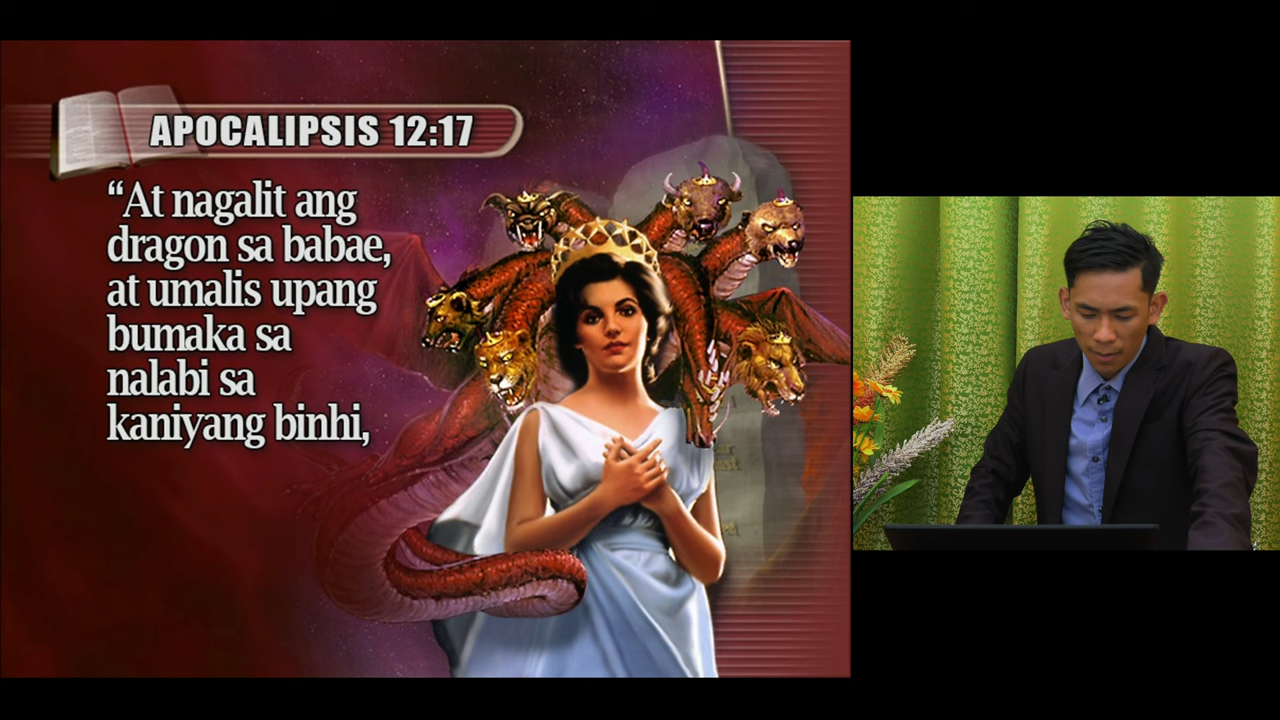 APOCALIPSIS 12:17
“At nagalit ang
dragon sa babae,
at umalis upang
bumaka sa
nalabi sa
kaniyang binhi,